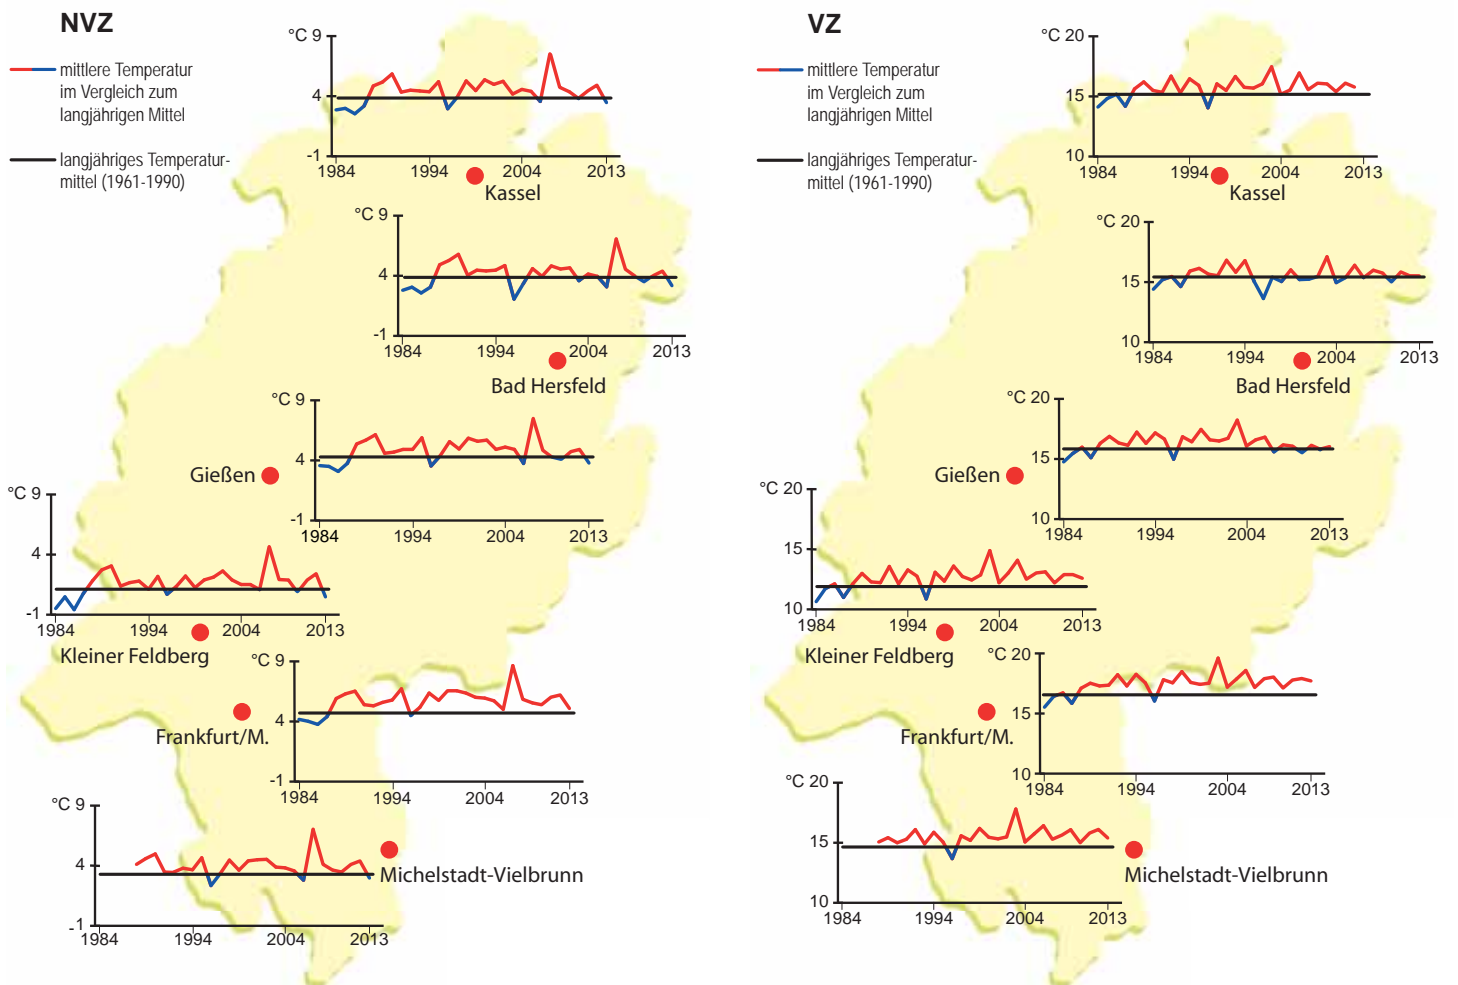 NVZ
mittlere Temperatur
im Vergleich zum
langjährigen Mittel
langjähriges Temperatur-
mittel (1961-1990)
°C 9
4
-1
1984 1994 2004 2013
Kassel
°C 9
4
-1
1984 1994 2004 2013
Bad Hersfeld
°C 9
4
-1
1984 1994 2004 2013
Gießen
°C 9
4
-1
1984 1994 2004 2013
Kleiner Feldberg
°C 9
4
-1
1984 1994 2004 2013
Frankfurt/M.
°C 9
4
-1
1984 1994 2004 2013
Michelstadt-Vielbrunn
VZ
mittlere Temperatur
im Vergleich zum
langjährigen Mittel
langjähriges Temperatur-
mittel (1961-1990)
°C 20
15
10
1984 1994 2004 2013
Kassel
°C 20
15
10
1984 1994 2004 2013
Bad Hersfeld
°C 20
15
10
1984 1994 2004 2013
Gießen
°C 20
15
10
1984 1994 2004 2013
Kleiner Feldberg
°C 20
15
10
1984 1994 2004 2013
Frankfurt/M.
°C 20
15
10
1984 1994 2004 2013
Michelstadt-Vielbrunn